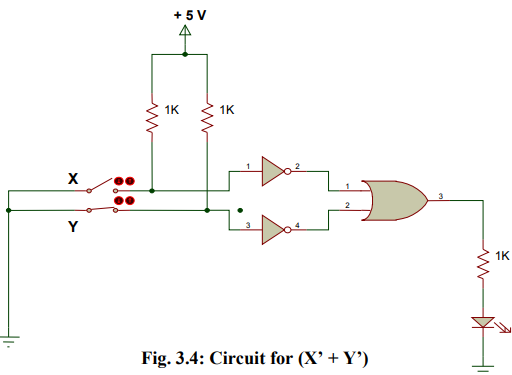 + 5 V
1K
1K
X
Y
1
2
3
4
1
2
3
1K
Fig. 3.4: Circuit for (X’ + Y’)